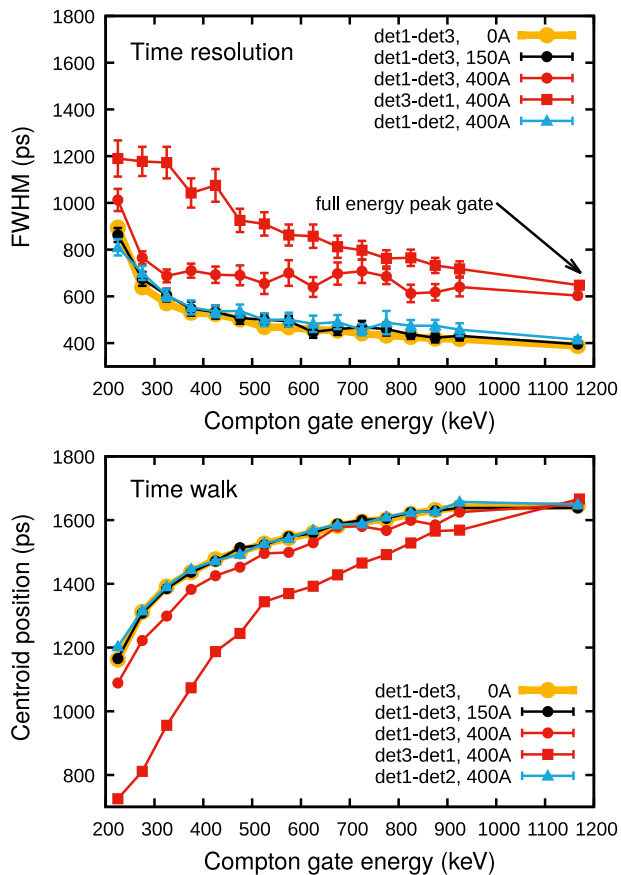 1800
1600
1400
1200
1000
800
600
400
FWHM (ps)
Time resolution
det1-det3, 0A
det1-det3, 150A
det1-det3, 400A
det3-det1, 400A
det1-det2, 400A
full energy peak gate
200 300 400 500 600 700 800 900 1000 1100 1200
Compton gate energy (keV)
1800
1600
1400
1200
1000
800
Centroid position (ps)
Time walk
det1-det3, 0A
det1-det3, 150A
det1-det3, 400A
det3-det1, 400A
det1-det2, 400A
200 300 400 500 600 700 800 900 1000 1100 1200
Compton gate energy (keV)